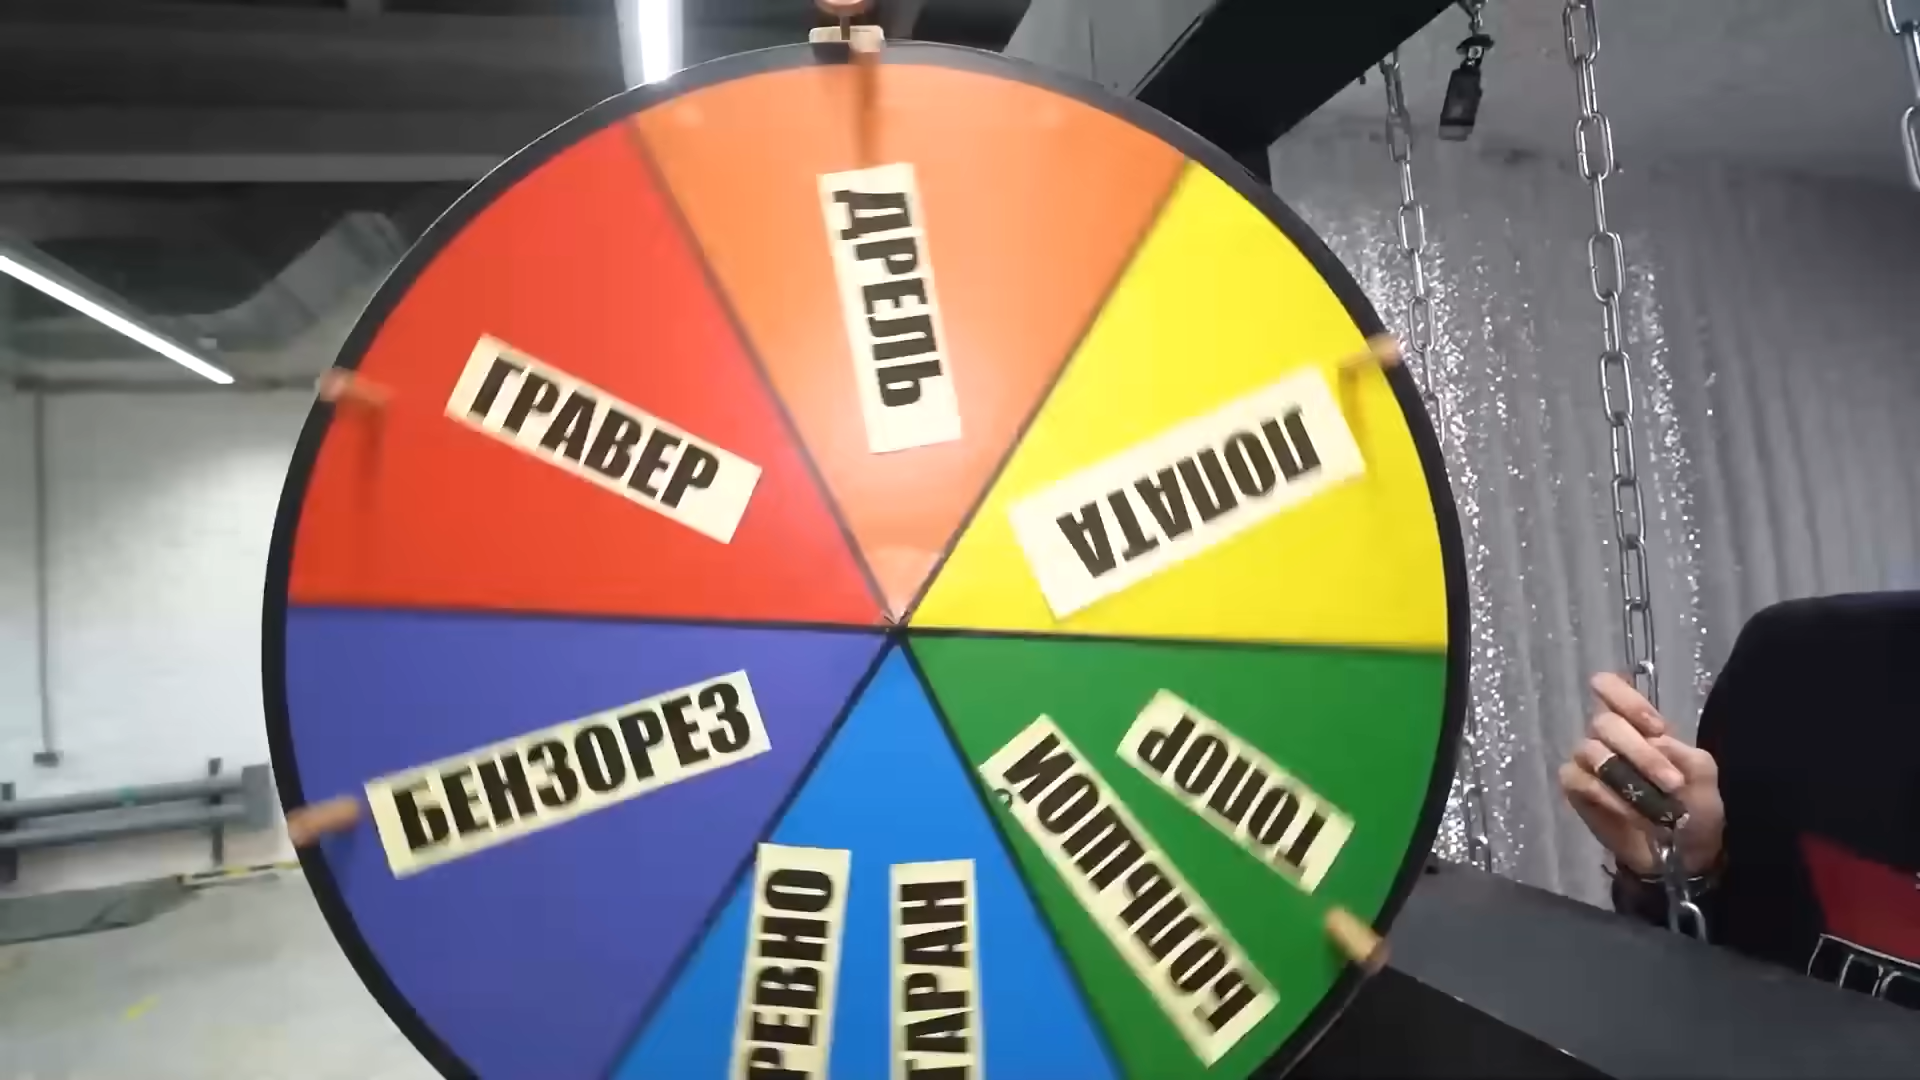 ДРЕЛЬ
ЛОПАТА
БОЛЬШОЙ
ТОПОР
ТАРАН
РЕВНО
БЕНЗОРЕЗ
ГРАВЕР